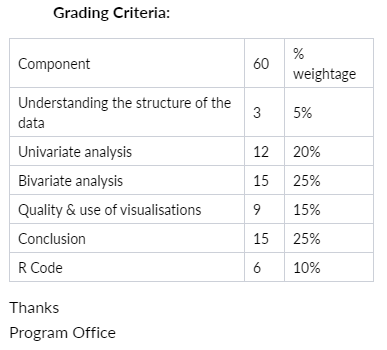 Grading Criteria:
Component 60 % weightage
Understanding the structure of the data 3 5%
Univariate analysis 12 20%
Bivariate analysis 15 25%
Quality & use of visualisations 9 15%
Conclusion 15 25%
R Code 6 10%
Thanks
Program Office